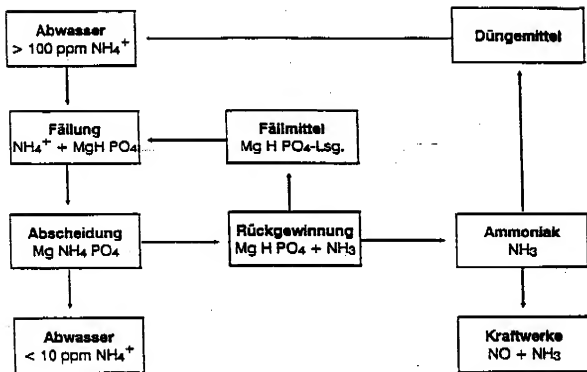 Abwasser
> 100 ppm NH₄⁺
Düngemittel
Fällung
NH₄⁺ + MgH PO₄
Fällmittel
Mg H PO₄-Lsg.
Abscheidung
Mg NH₄ PO₄
Rückgewinnung
Mg H PO₄ + NH₃
Ammoniak
NH₃
Abwasser
< 10 ppm NH₄⁺
Kraftwerke
NO + NH₃